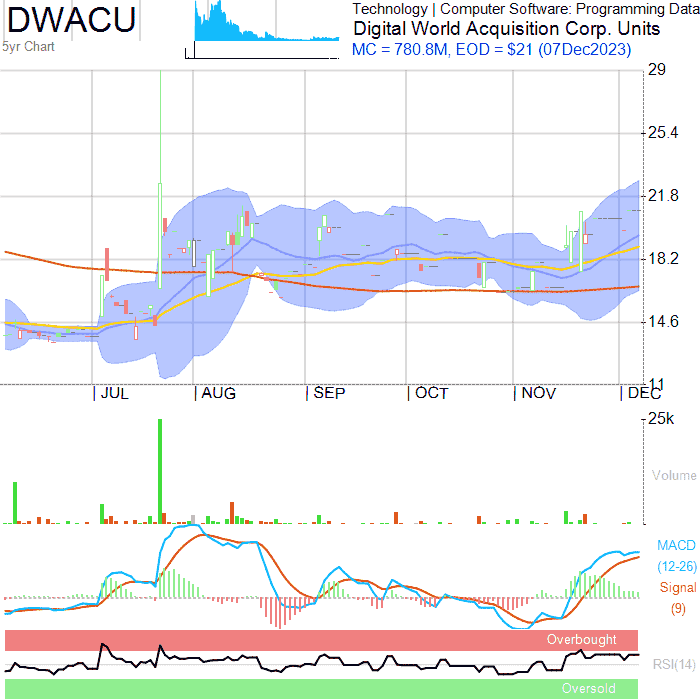 DWACU
5yr Chart
Technology | Computer Software: Programming Data
Digital World Acquisition Corp. Units
MC = 780.8M, EOD = $21 (07Dec2023)
29
25.4
21.8
18.2
14.6
11
JUL
AUG
SEP
OCT
NOV
DEC
25k
Volume
MACD
(12-26)
Signal
(9)
Overbought
RSI(14)
Oversold